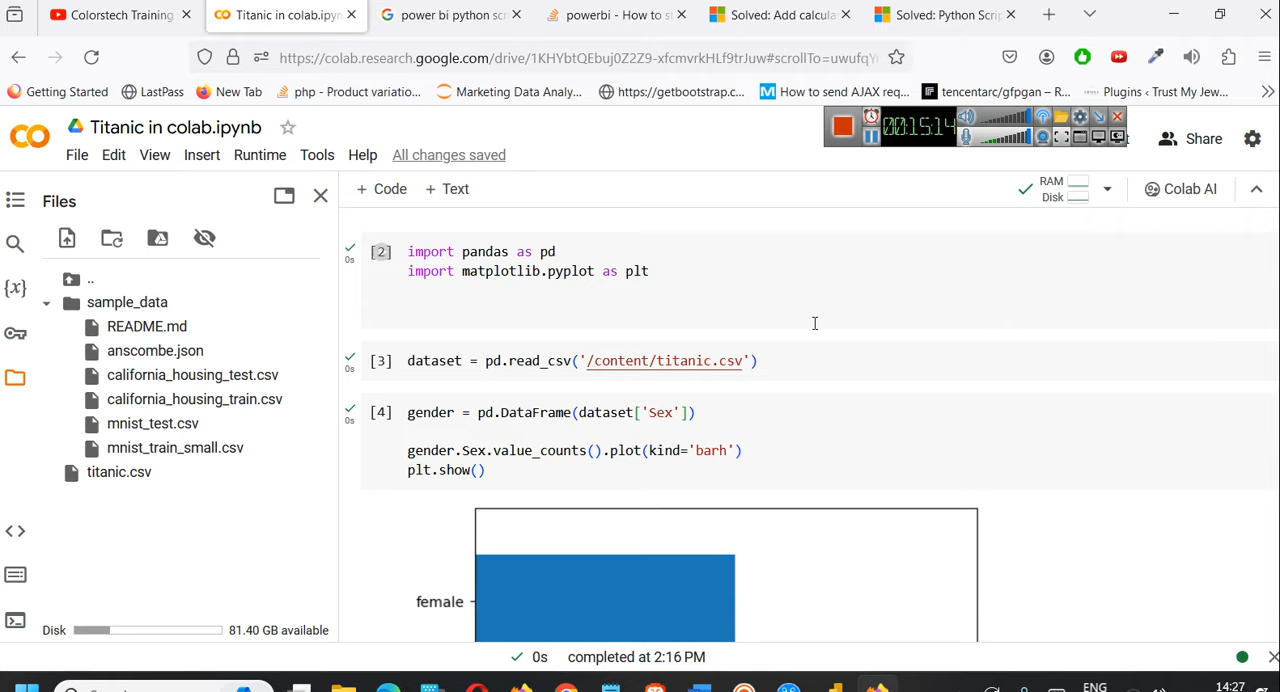 Colorstech Training
Titanic in colab.ipyn
power bi python sc
powerbi - How to s
Solved: Add calcula
Solved: Python Scrip
https://colab.research.google.com/drive/1KHYbtQEbuj0Z2Z9-xfcmvrkHLf9trJuw#scrollTo=uwufqY
Getting Started
LastPass
New Tab
php - Product variatio...
Marketing Data Analy...
https://getbootstrap.c...
How to send AJAX req...
tencentarc/gfpgan – R...
Plugins ‹ Trust My Jew...
Titanic in colab.ipynb
00:15:14
Share
File Edit View Insert Runtime Tools Help All changes saved
Files
+ Code + Text
RAM
Disk
Colab AI
..
sample_data
README.md
anscombe.json
california_housing_test.csv
california_housing_train.csv
mnist_test.csv
mnist_train_small.csv
titanic.csv
Disk
81.40 GB available
[2] import pandas as pd
0s import matplotlib.pyplot as plt
[3] dataset = pd.read_csv('/content/titanic.csv')
0s
[4] gender = pd.DataFrame(dataset['Sex'])
0s
gender.Sex.value_counts().plot(kind='barh')
plt.show()
female
0s completed at 2:16 PM
ENG
14:27